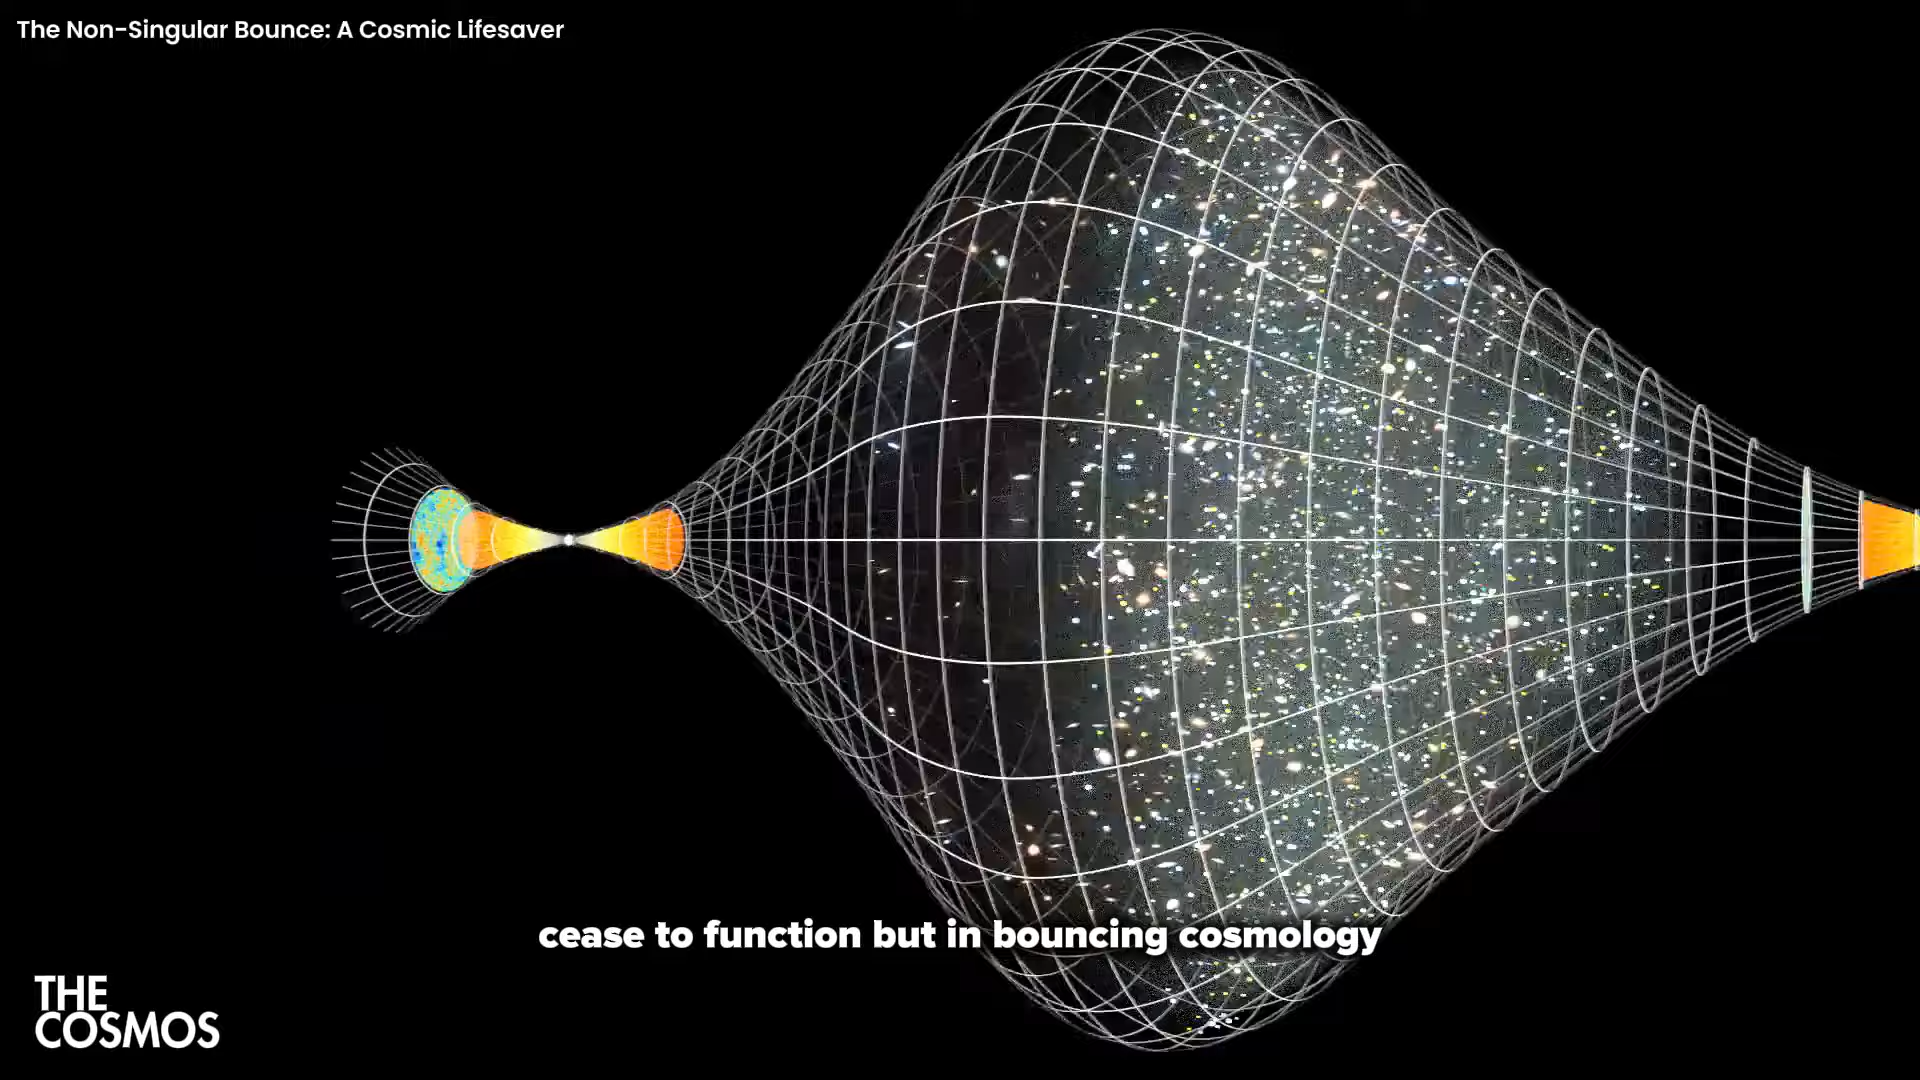 The Non-Singular Bounce: A Cosmic Lifesaver
cease to function but in bouncing cosmology
THE
COSMOS